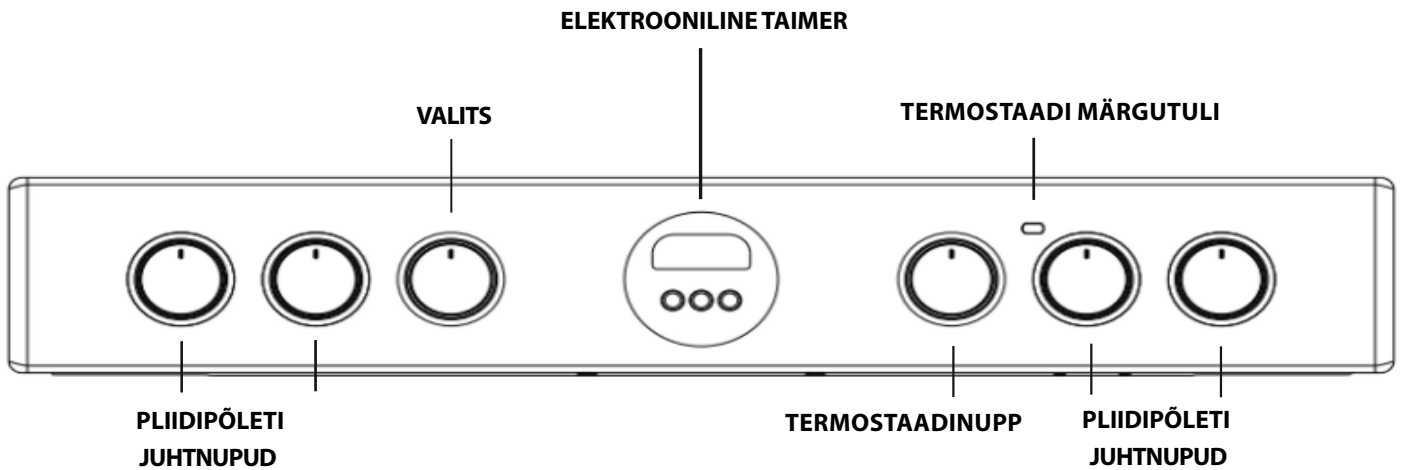 ELEKTROONILINE TAIMER
VALITS
TERMOSTAADI MÄRGUTULI
PLIIDIPÕLETI
JUHTNUPUD
TERMOSTAADINUPP
PLIIDIPÕLETI
JUHTNUPUD